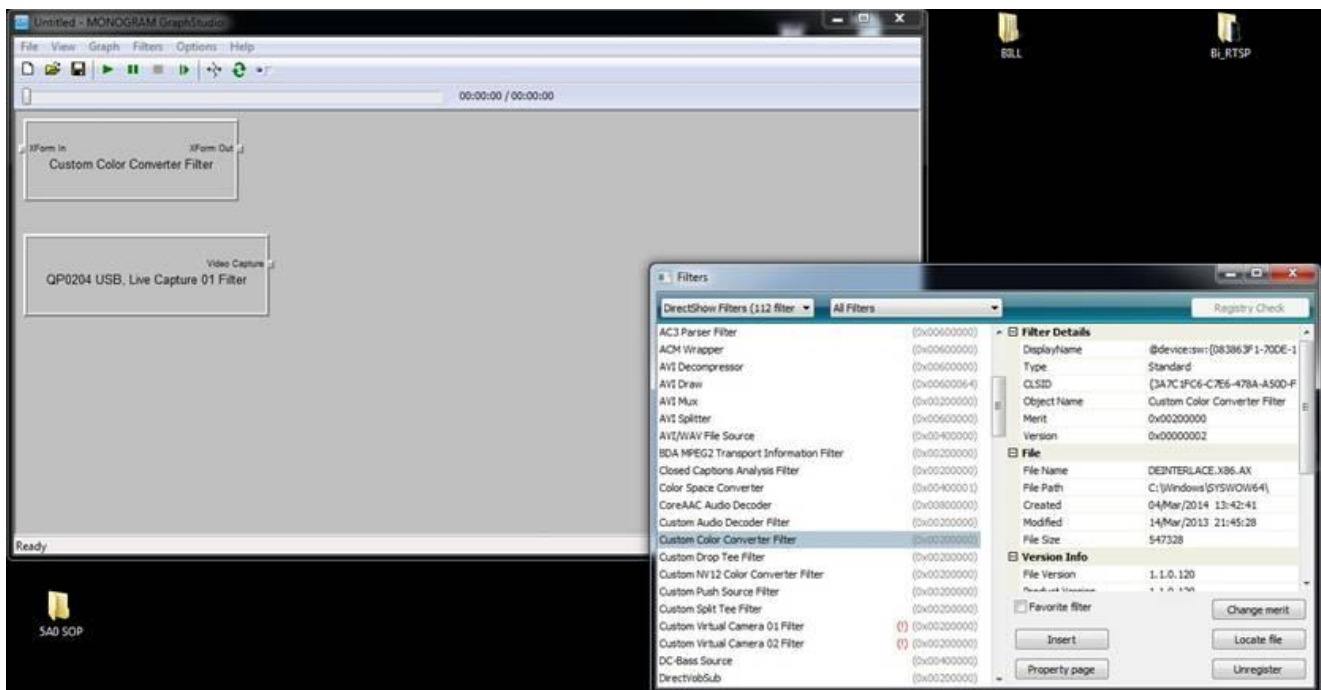 Untitled - MONOGRAM GraphStudio
File View Graph Filters Options Help
00:00:00 / 00:00:00
XForm In XForm Out
Custom Color Converter Filter
Video Capture
QP0204 USB, Live Capture 01 Filter
Ready
BILL
Bi_RTSP
5A0 SOP
Filters
DirectShow Filters (112 filter
All Filters
Registry Check
AC3 Parser Filter (0x00600000)
ACM Wrapper (0x00600000)
AVI Decompressor (0x00600000)
AVI Draw (0x00600064)
AVI Mux (0x00200000)
AVI Splitter (0x00600000)
AVI/WAV File Source (0x00400000)
BDA MPEG2 Transport Information Filter (0x00200000)
Closed Captions Analysis Filter (0x00200000)
Color Space Converter (0x00400001)
CoreAAC Audio Decoder (0x00800000)
Custom Audio Decoder Filter (0x00200000)
Custom Color Converter Filter (0x00200000)
Custom Drop Tee Filter (0x00200000)
Custom NV12 Color Converter Filter (0x00200000)
Custom Push Source Filter (0x00200000)
Custom Split Tee Filter (0x00200000)
Custom Virtual Camera 01 Filter (!) (0x00200000)
Custom Virtual Camera 02 Filter (!) (0x00200000)
DC-Bass Source (0x00400000)
DirectVobSub (0x00200000)
Filter Details
DisplayName @device:sw:{083863F1-70DE-1
Type Standard
CLSID {3A7C1FC6-C7E6-478A-A50D-F
Object Name Custom Color Converter Filter
Merit 0x00200000
Version 0x00000002
File
File Name DEINTERLACE.X86.AX
File Path C:\Windows\SYSWOW64\
Created 04/Mar/2014 13:42:41
Modified 14/Mar/2013 21:45:28
File Size 547328
Version Info
File Version 1.1.0.120
Product Version 1.1.0.120
Favorite filter
Change merit
Insert
Locate file
Property page
Unregister